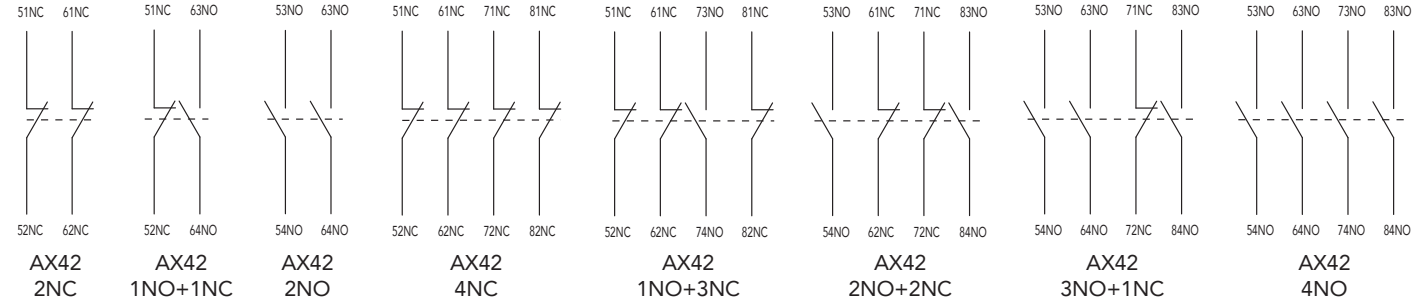 51NC 61NC 51NC 63NO 53NO 63NO 51NC 61NC 71NC 81NC 51NC 61NC 73NO 81NC 53NO 61NC 71NC 83NO 53NO 63NO 71NC 83NO 53NO 63NO 73NO 83NO
52NC 62NC 52NC 64NO 54NO 64NO 52NC 62NC 72NC 82NC 52NC 62NC 74NO 82NC 54NO 62NC 72NC 84NO 54NO 64NO 72NC 84NO 54NO 64NO 74NO 84NO
AX42 AX42 AX42 AX42 AX42 AX42 AX42 AX42
2NC 1NO+1NC 2NO 4NC 1NO+3NC 2NO+2NC 3NO+1NC 4NO